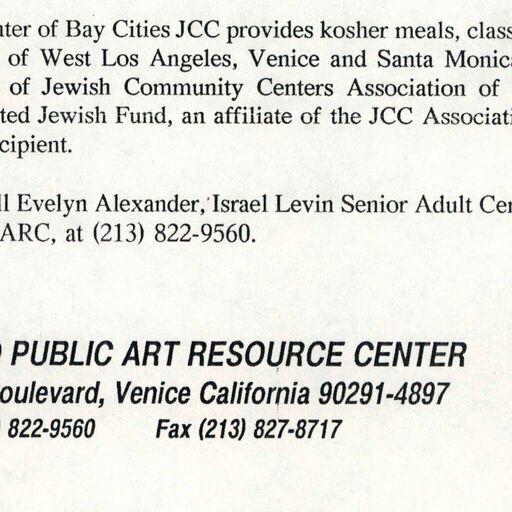 nter of Bay Cities JCC provides kosher meals, class
of West Los Angeles, Venice and Santa Monica
of Jewish Community Centers Association of
ted Jewish Fund, an affiliate of the JCC Associati
cipient.
ll Evelyn Alexander, Israel Levin Senior Adult Cen
ARC, at (213) 822-9560.
PUBLIC ART RESOURCE CENTER
oulevard, Venice California 90291-4897
822-9560 Fax (213) 827-8717